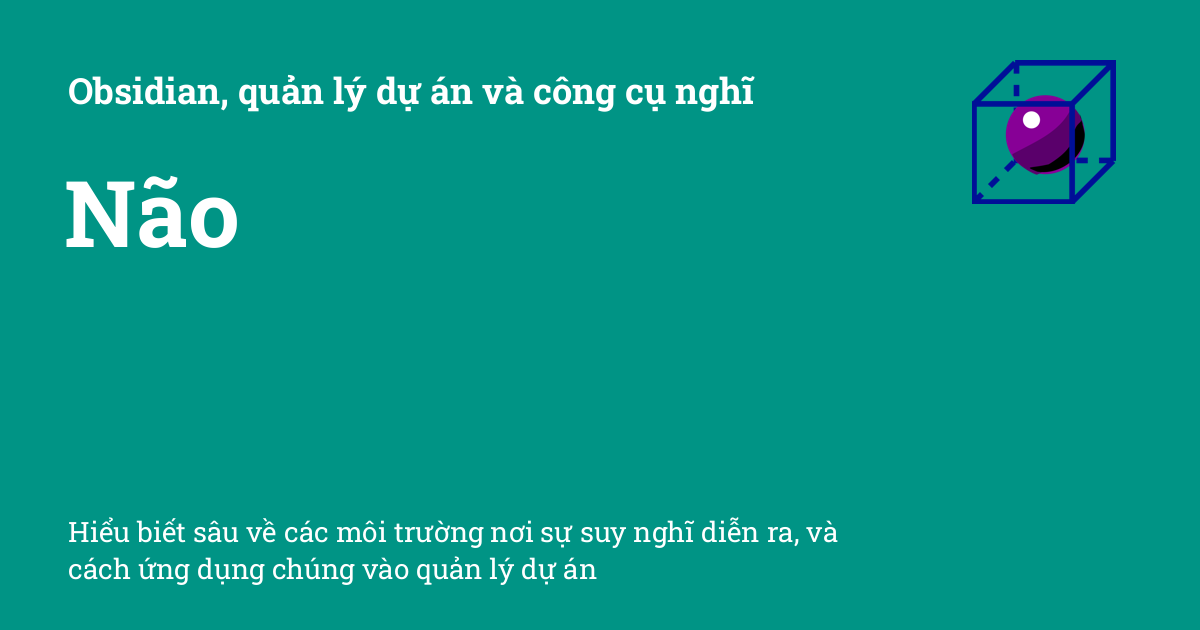 Obsidian, quản lý dự án và công cụ nghĩ
Não
Hiểu biết sâu về các môi trường nơi sự suy nghĩ diễn ra, và
cách ứng dụng chúng vào quản lý dự án